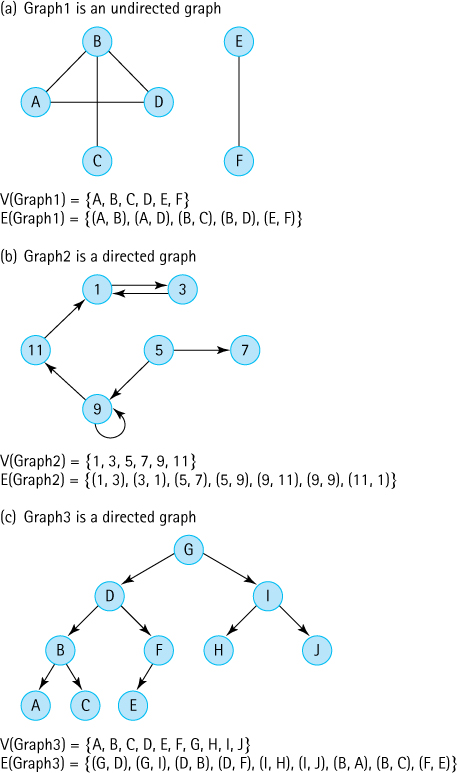 (a) Graph1 is an undirected graph
B E
A D
C F
V(Graph1) = {A, B, C, D, E, F}
E(Graph1) = {(A, B), (A, D), (B, C), (B, D), (E, F)}
(b) Graph2 is a directed graph
1 3
11 5 7
9
V(Graph2) = {1, 3, 5, 7, 9, 11}
E(Graph2) = {(1, 3), (3, 1), (5, 7), (5, 9), (9, 11), (9, 9), (11, 1)}
(c) Graph3 is a directed graph
G
D I
B F H J
A C E
V(Graph3) = {A, B, C, D, E, F, G, H, I, J}
E(Graph3) = {(G, D), (G, I), (D, B), (D, F), (I, H), (I, J), (B, A), (B, C), (F, E)}